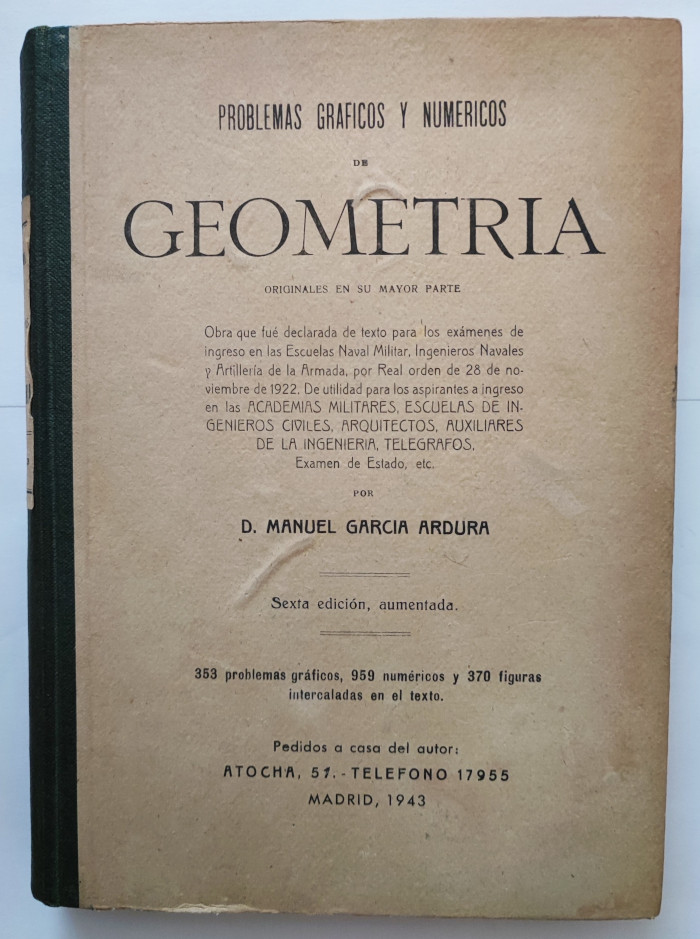 PROBLEMAS GRAFICOS Y NUMERICOS
DE
GEOMETRIA
ORIGINALES EN SU MAYOR PARTE
Obra que fué declarada de texto para los exámenes de
ingreso en las Escuelas Naval Militar, Ingenieros Navales
y Artillería de la Armada, por Real orden de 28 de no-
viembre de 1922. De utilidad para los aspirantes a ingreso
en las ACADEMIAS MILITARES, ESCUELAS DE IN-
GENIEROS CIVILES, ARQUITECTOS, AUXILIARES
DE LA INGENIERIA, TELEGRAFOS,
Examen de Estado, etc.
POR
D. MANUEL GARCIA ARDURA
Sexta edición, aumentada.
353 problemas gráficos, 959 numéricos y 370 figuras
intercaladas en el texto.
Pedidos a casa del autor:
ATOCHA, 51.-TELEFONO 17955
MADRID, 1943